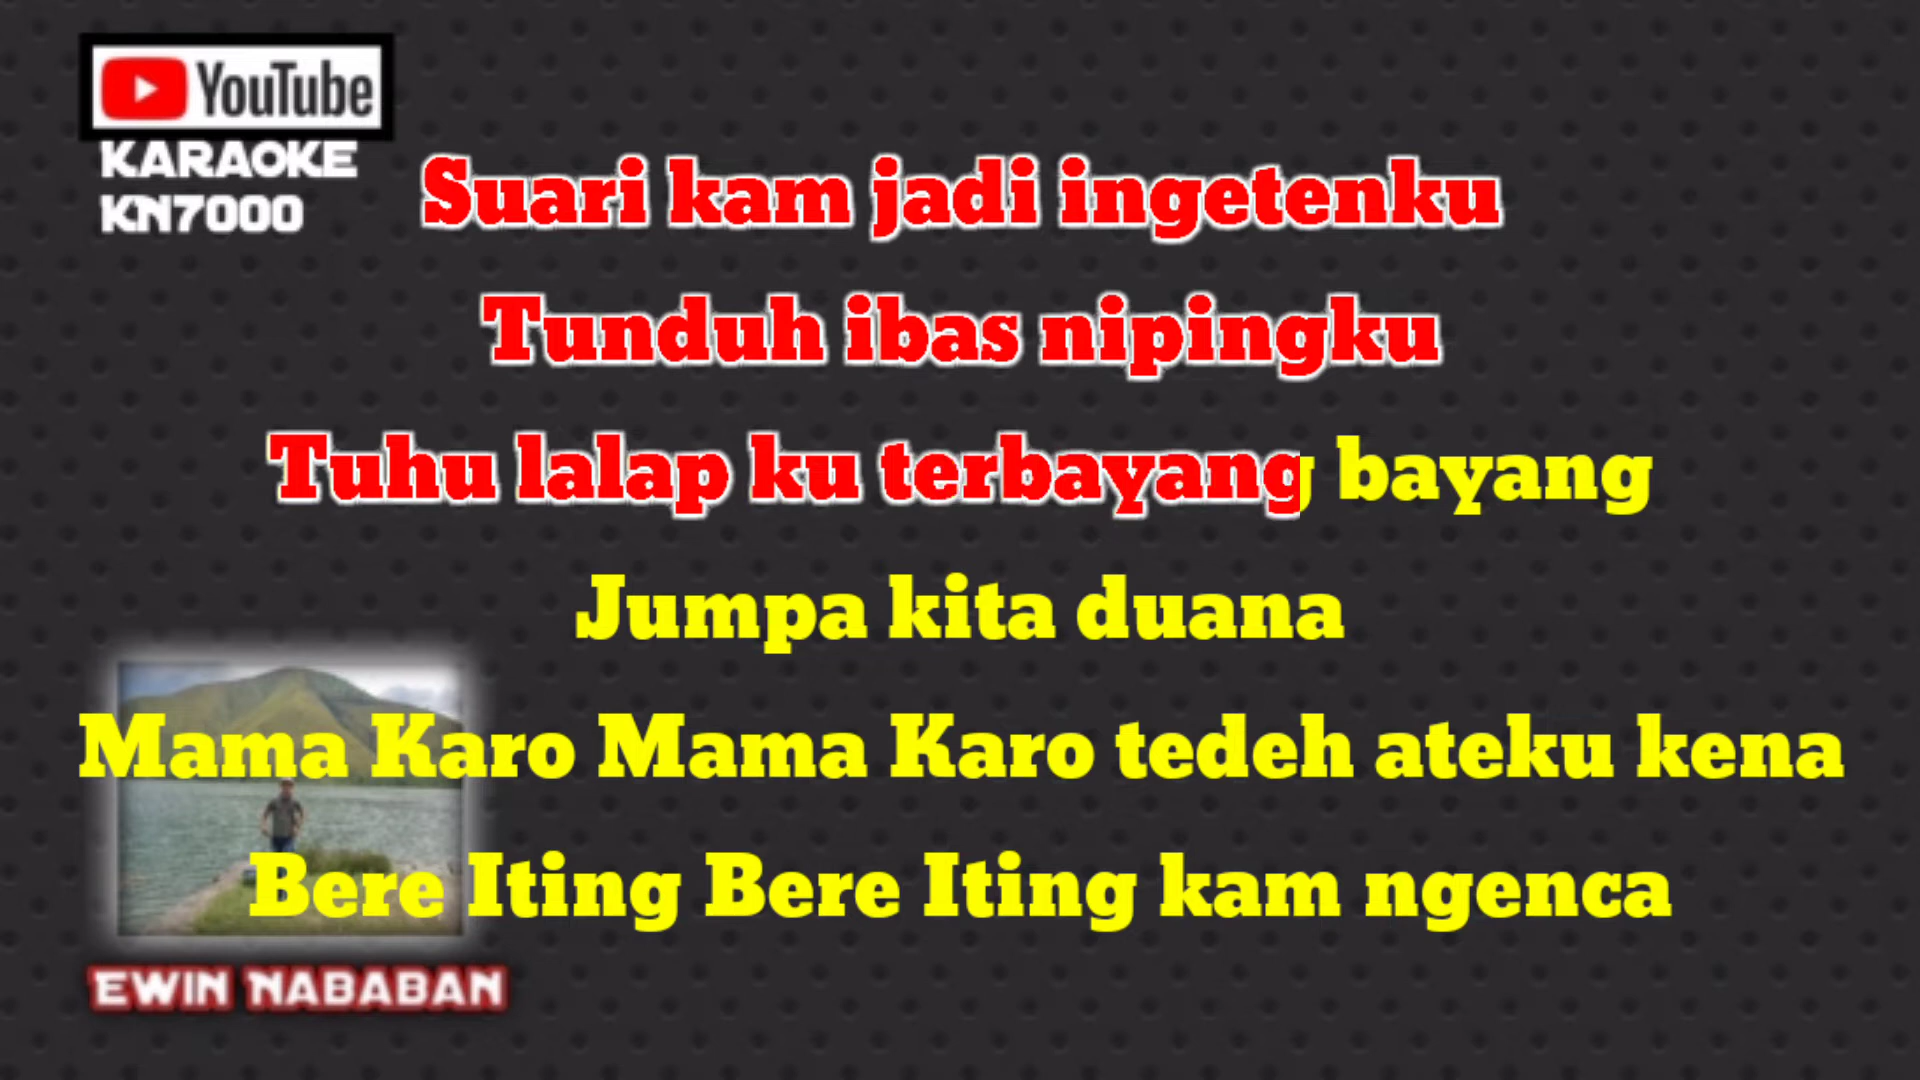 YouTube
KARAOKE
KN7000
Suari kam jadi ingetenku
Tunduh ibas nipingku
Tuhu lalap ku terbayang bayang
Jumpa kita duana
Mama Karo Mama Karo tedeh ateku kena
Bere Iting Bere Iting kam ngenca
EWIN NABABAN